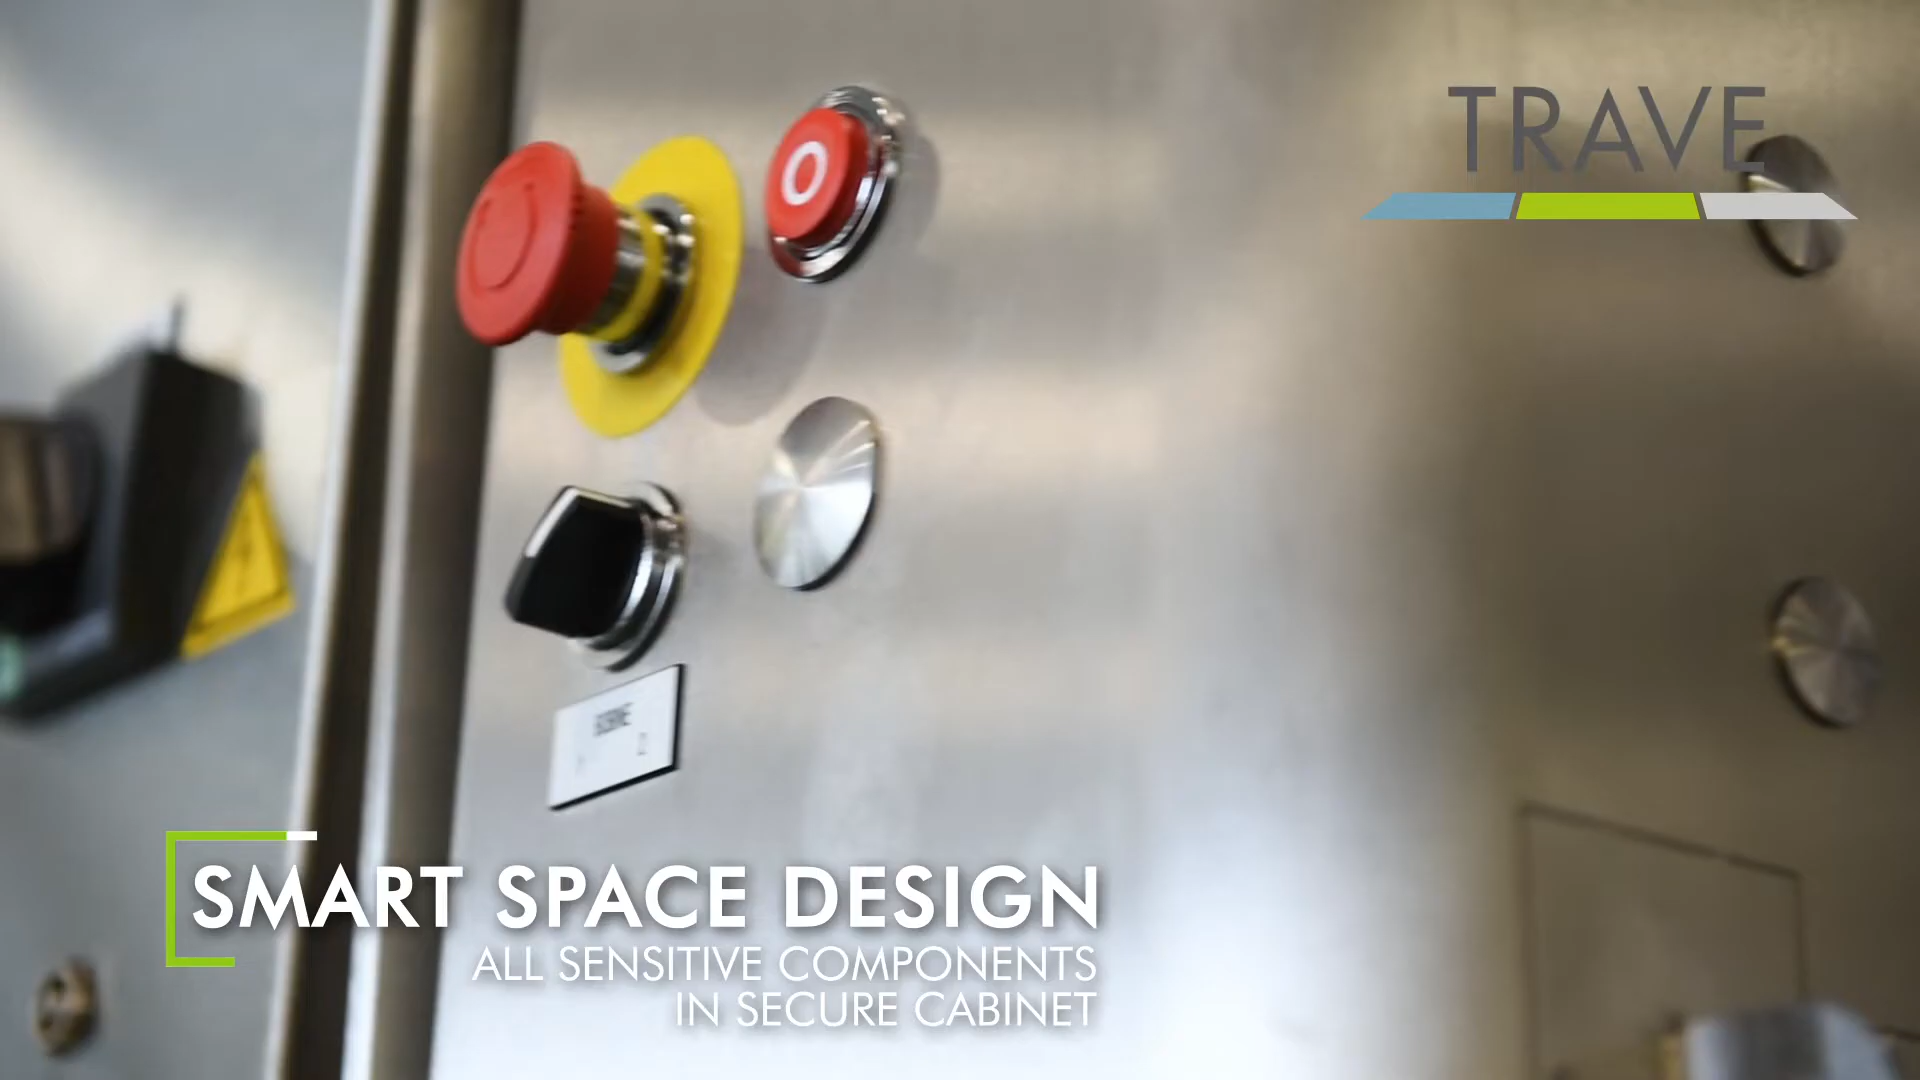 TRAVE
O
SMART SPACE DESIGN
ALL SENSITIVE COMPONENTS
IN SECURE CABINET